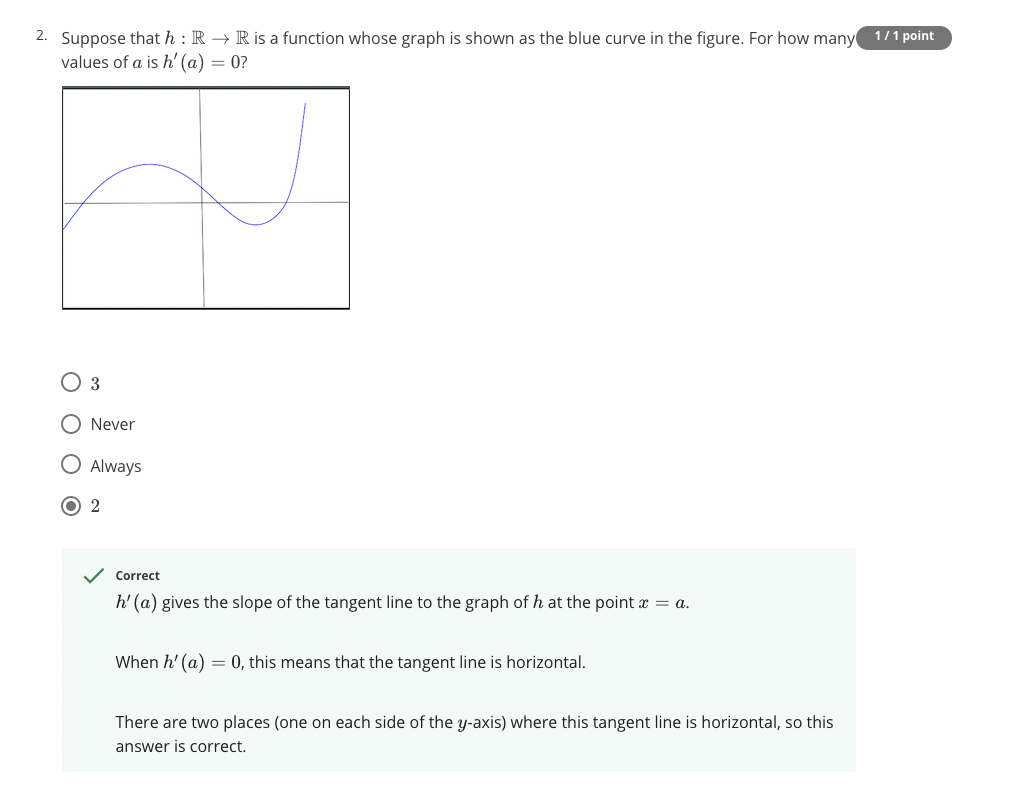 2. Suppose that h : ℝ → ℝ is a function whose graph is shown as the blue curve in the figure. For how many 1 / 1 point
values of a is h′(a) = 0?
3
Never
Always
2
Correct
h′(a) gives the slope of the tangent line to the graph of h at the point x = a.
When h′(a) = 0, this means that the tangent line is horizontal.
There are two places (one on each side of the y-axis) where this tangent line is horizontal, so this
answer is correct.